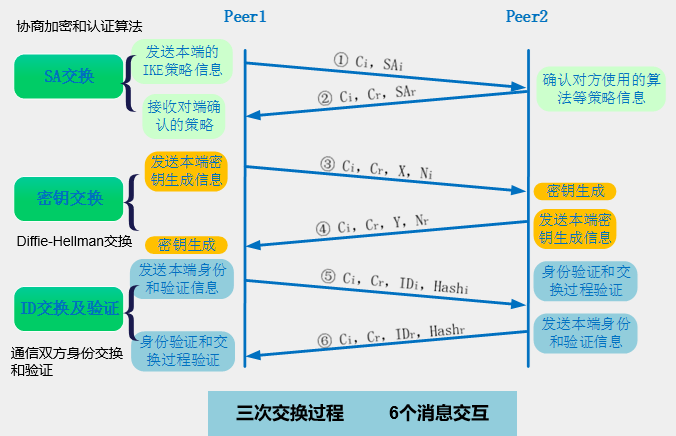 Peer1
Peer2
协商加密和认证算法
SA交换
发送本端的
IKE策略信息
① Ci, SAi
确认对方使用的算
法等策略信息
② Ci, Cr, SAr
接收对端确
认的策略
密钥交换
发送本端密
钥生成信息
③ Ci, Cr, X, Ni
密钥生成
④ Ci, Cr, Y, Nr
发送本端密
钥生成信息
Diffie-Hellman交换
密钥生成
ID交换及验证
发送本端身份
和验证信息
⑤ Ci, Cr, IDi, Hashi
身份验证和交
换过程验证
⑥ Ci, Cr, IDr, Hashr
发送本端身份
和验证信息
身份验证和交
换过程验证
通信双方身份交换
和验证
三次交换过程 6个消息交互